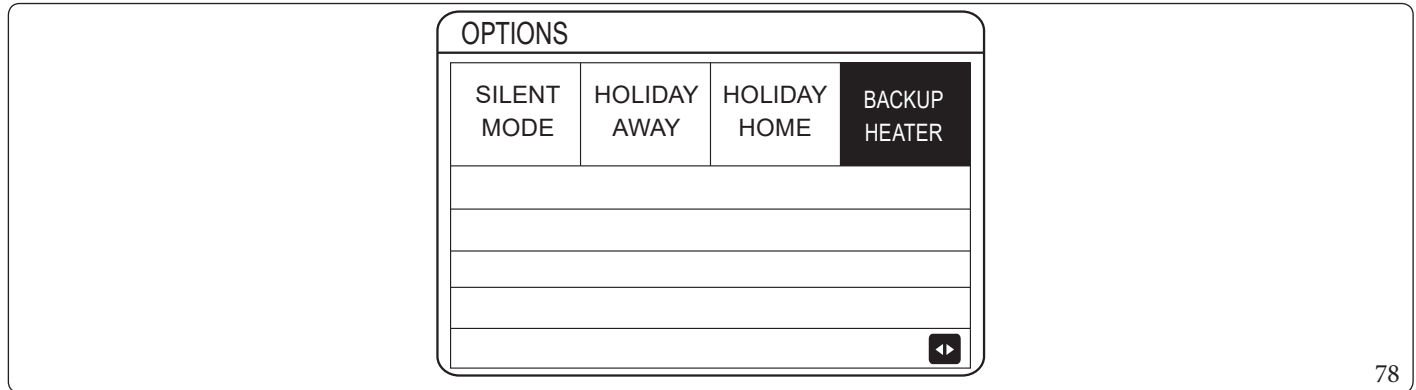 OPTIONS
SILENT MODE
HOLIDAY AWAY
HOLIDAY HOME
BACKUP HEATER
78